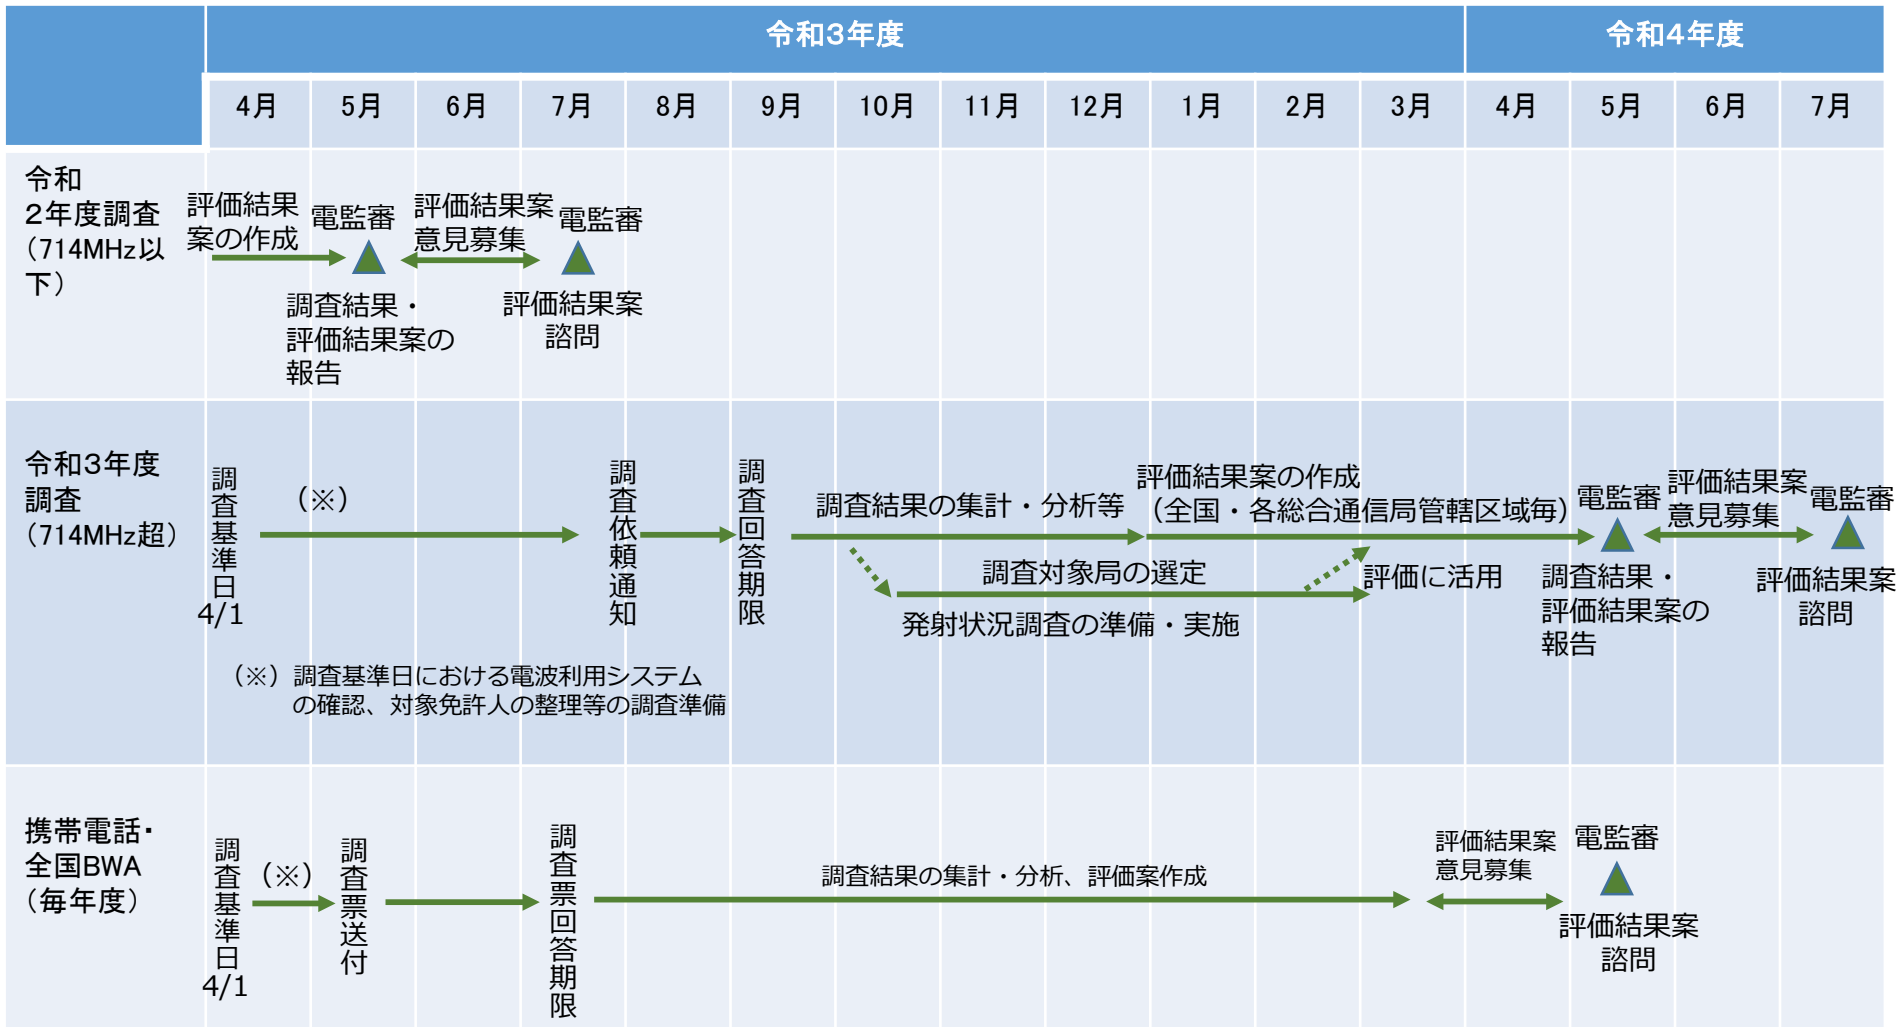 令和3年度
令和4年度
4月
5月
6月
7月
8月
9月
10月
11月
12月
1月
2月
3月
4月
5月
6月
7月
令和
2年度調査
（714MHz以
下）
評価結果
案の作成
電監審
調査結果・
評価結果案の
報告
評価結果案
意見募集
電監審
評価結果案
諮問
令和3年度
調査
（714MHz超）
調査基準日
4/1
（※）
調査依頼通知
調査回答期限
調査結果の集計・分析等
評価結果案の作成
（全国・各総合通信局管轄区域毎）
調査対象局の選定
発射状況調査の準備・実施
評価に活用
電監審
調査結果・
評価結果案の
報告
評価結果案
意見募集
電監審
評価結果案
諮問
（※）調査基準日における電波利用システム
の確認、対象免許人の整理等の調査準備
携帯電話・
全国BWA
（毎年度）
調査基準日
4/1
（※）
調査票送付
調査票回答期限
調査結果の集計・分析、評価案作成
評価結果案
意見募集
電監審
評価結果案
諮問